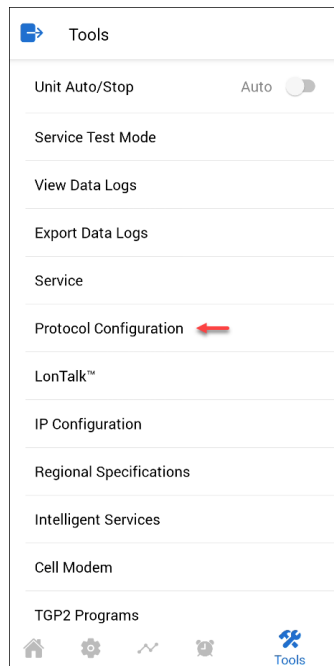 Tools
Unit Auto/Stop Auto
Service Test Mode
View Data Logs
Export Data Logs
Service
Protocol Configuration
LonTalk™
IP Configuration
Regional Specifications
Intelligent Services
Cell Modem
TGP2 Programs
Tools